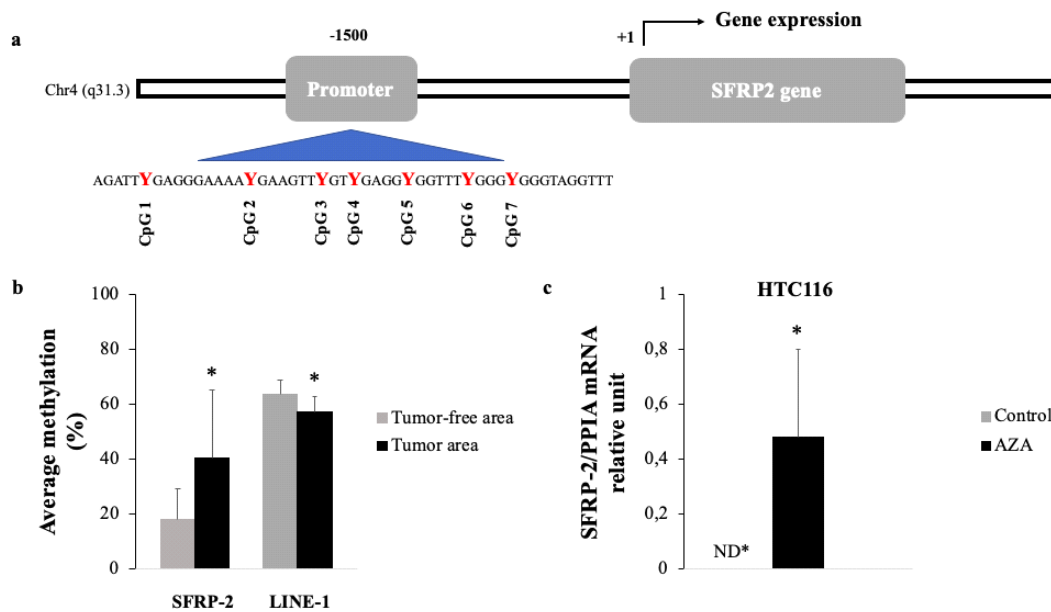 a
-1500
+1
Gene expression
Chr4 (q31.3)
Promoter
SFRP2 gene
AGATTYGAGGGAAAAYGAAGTTYGTYGAGGYGGTTTYGGGYGGGTAGGTTT
CpG 1
CpG 2
CpG 3
CpG 4
CpG 5
CpG 6
CpG 7
b
Average methylation
(%)
100
80
60
40
20
0
*
*
SFRP-2
LINE-1
Tumor-free area
Tumor area
c
HTC116
SFRP-2/PPIA mRNA
relative unit
1
0,8
0,6
0,4
0,2
0
*
ND*
Control
AZA